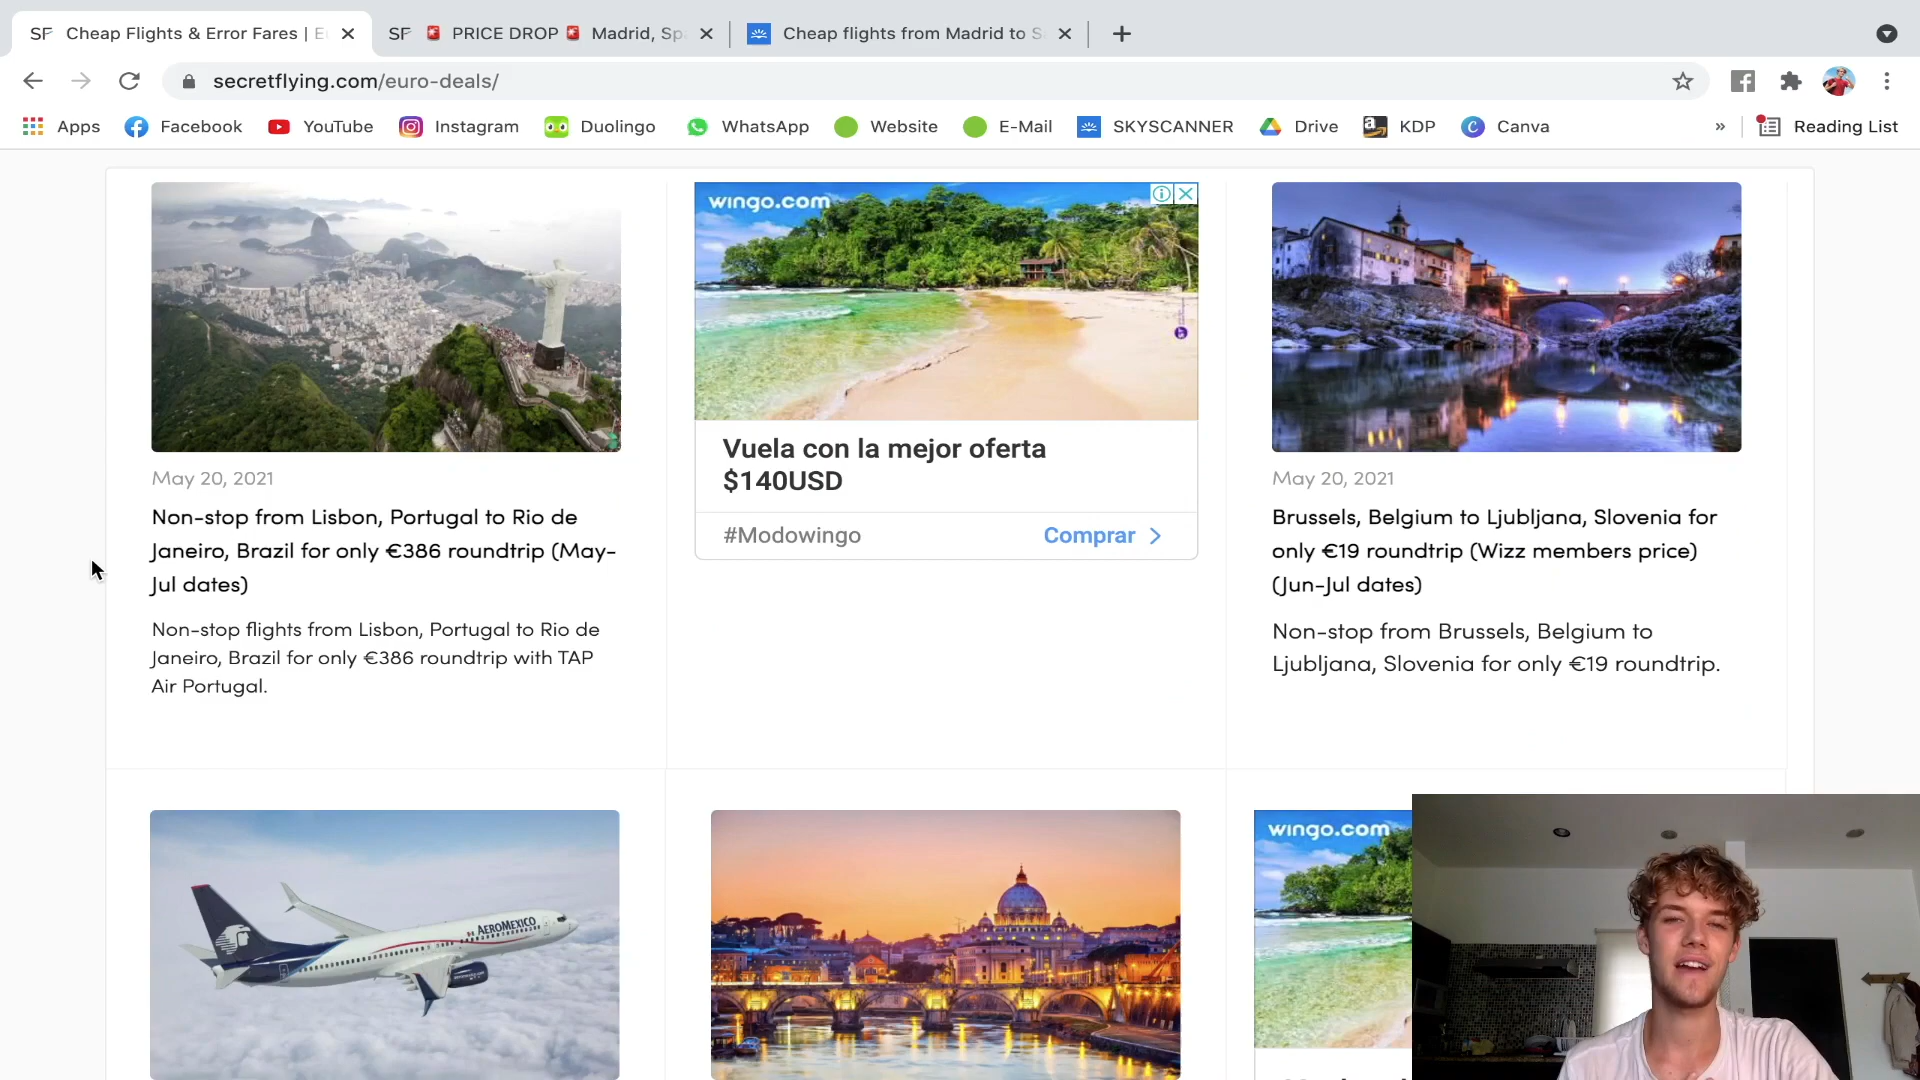 SF Cheap Flights & Error Fares | E
SF PRICE DROP Madrid, Sp
Cheap flights from Madrid to S
secretflying.com/euro-deals/
Apps
Facebook
YouTube
Instagram
Duolingo
WhatsApp
Website
E-Mail
SKYSCANNER
Drive
KDP
Canva
»
Reading List
wingo.com
May 20, 2021
Non-stop from Lisbon, Portugal to Rio de
Janeiro, Brazil for only €386 roundtrip (May-
Jul dates)
Non-stop flights from Lisbon, Portugal to Rio de
Janeiro, Brazil for only €386 roundtrip with TAP
Air Portugal.
Vuela con la mejor oferta
$140USD
#Modowingo
Comprar
May 20, 2021
Brussels, Belgium to Ljubljana, Slovenia for
only €19 roundtrip (Wizz members price)
(Jun-Jul dates)
Non-stop from Brussels, Belgium to
Ljubljana, Slovenia for only €19 roundtrip.
AEROMEXICO
wingo.com